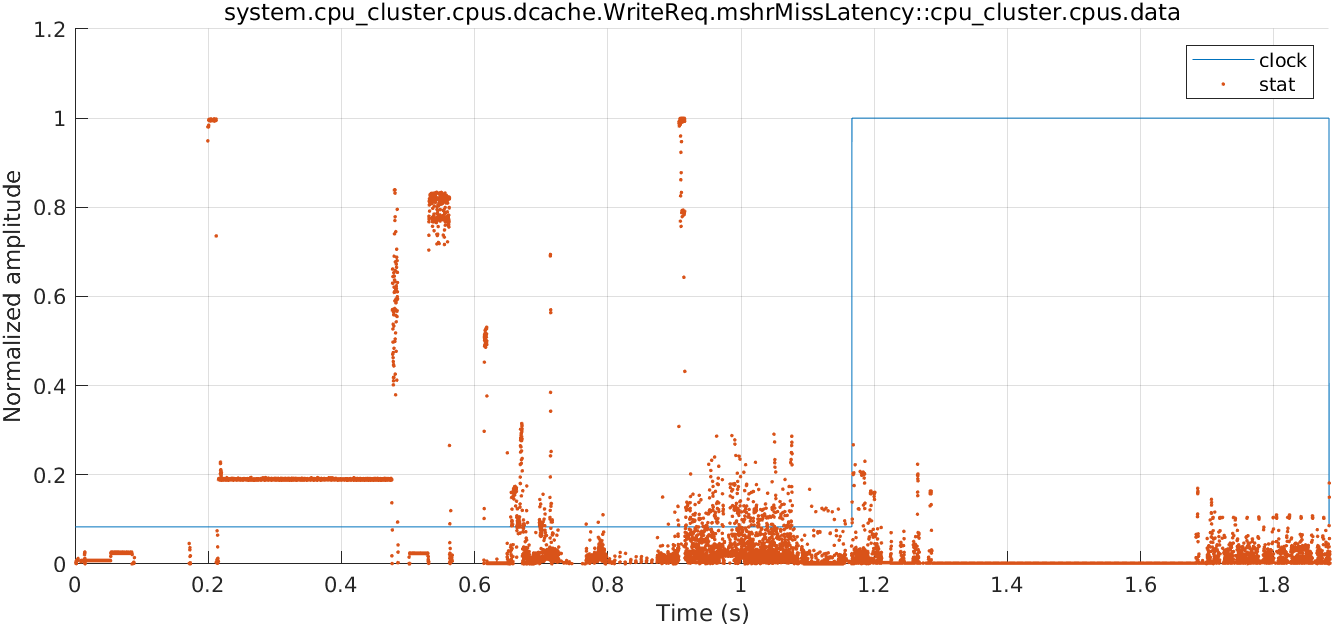 system.cpu_cluster.cpus.dcache.WriteReq.mshrMissLatency::cpu_cluster.cpus.data
1.2
1
0.8
0.6
0.4
0.2
0
Normalized amplitude
clock
stat
0 0.2 0.4 0.6 0.8 1 1.2 1.4 1.6 1.8
Time (s)